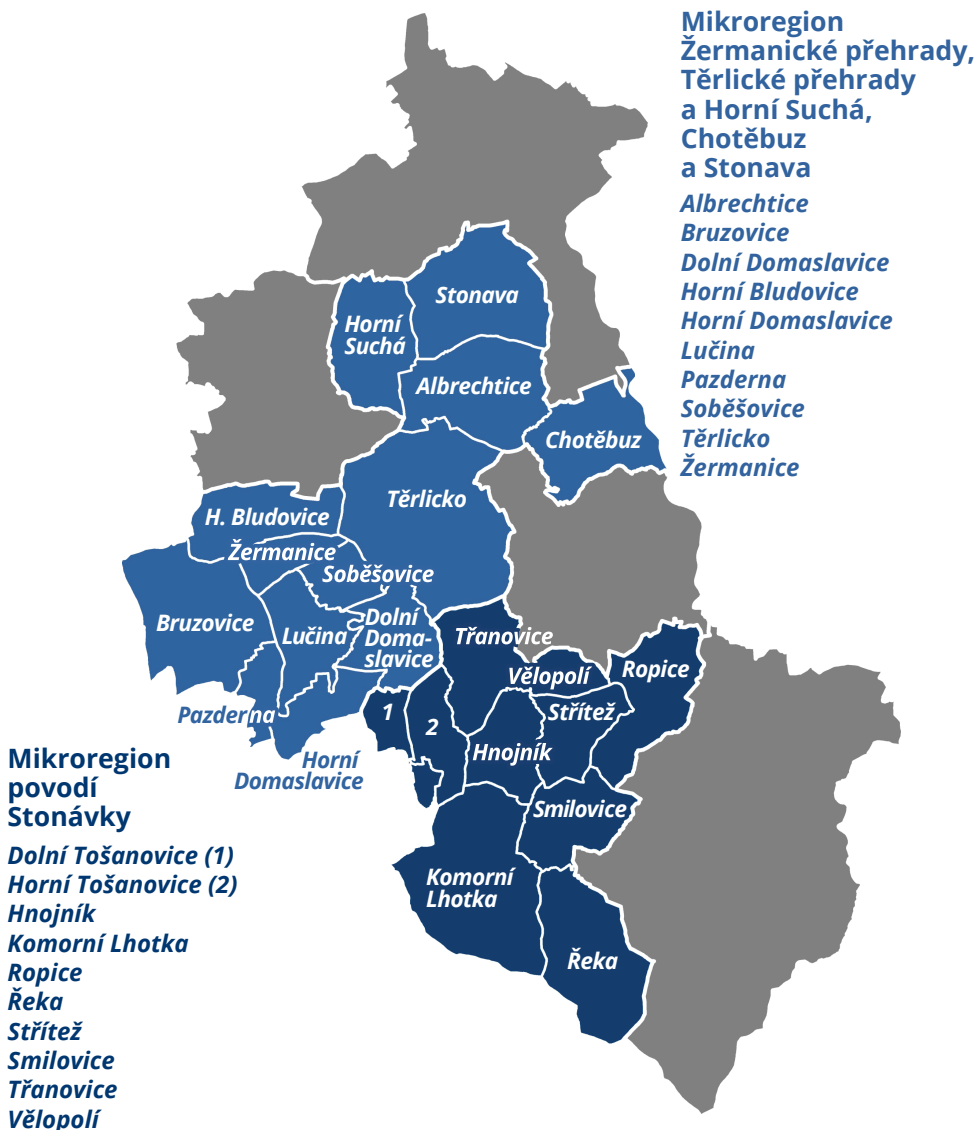 Mikroregion
Žermanické přehrady,
Těrlické přehrady
a Horní Suchá,
Chotěbuz
a Stonava
Albrechtice
Bruzovice
Dolní Domaslavice
Horní Bludovice
Horní Domaslavice
Lučina
Pazderna
Soběšovice
Těrlicko
Žermanice
Stonava
Horní
Suchá
Albrechtice
Chotěbuz
Těrlicko
H. Bludovice
Žermanice
Soběšovice
Bruzovice
Lučina
Dolní
Doma-
slavice
Třanovice
Vělopolí
Ropice
Pazderna
1
2
Střítež
Hnojník
Horní
Domaslavice
Smilovice
Komorní
Lhotka
Řeka
Mikroregion
povodí
Stonávky
Dolní Tošanovice (1)
Horní Tošanovice (2)
Hnojník
Komorní Lhotka
Ropice
Řeka
Střítež
Smilovice
Třanovice
Vělopolí